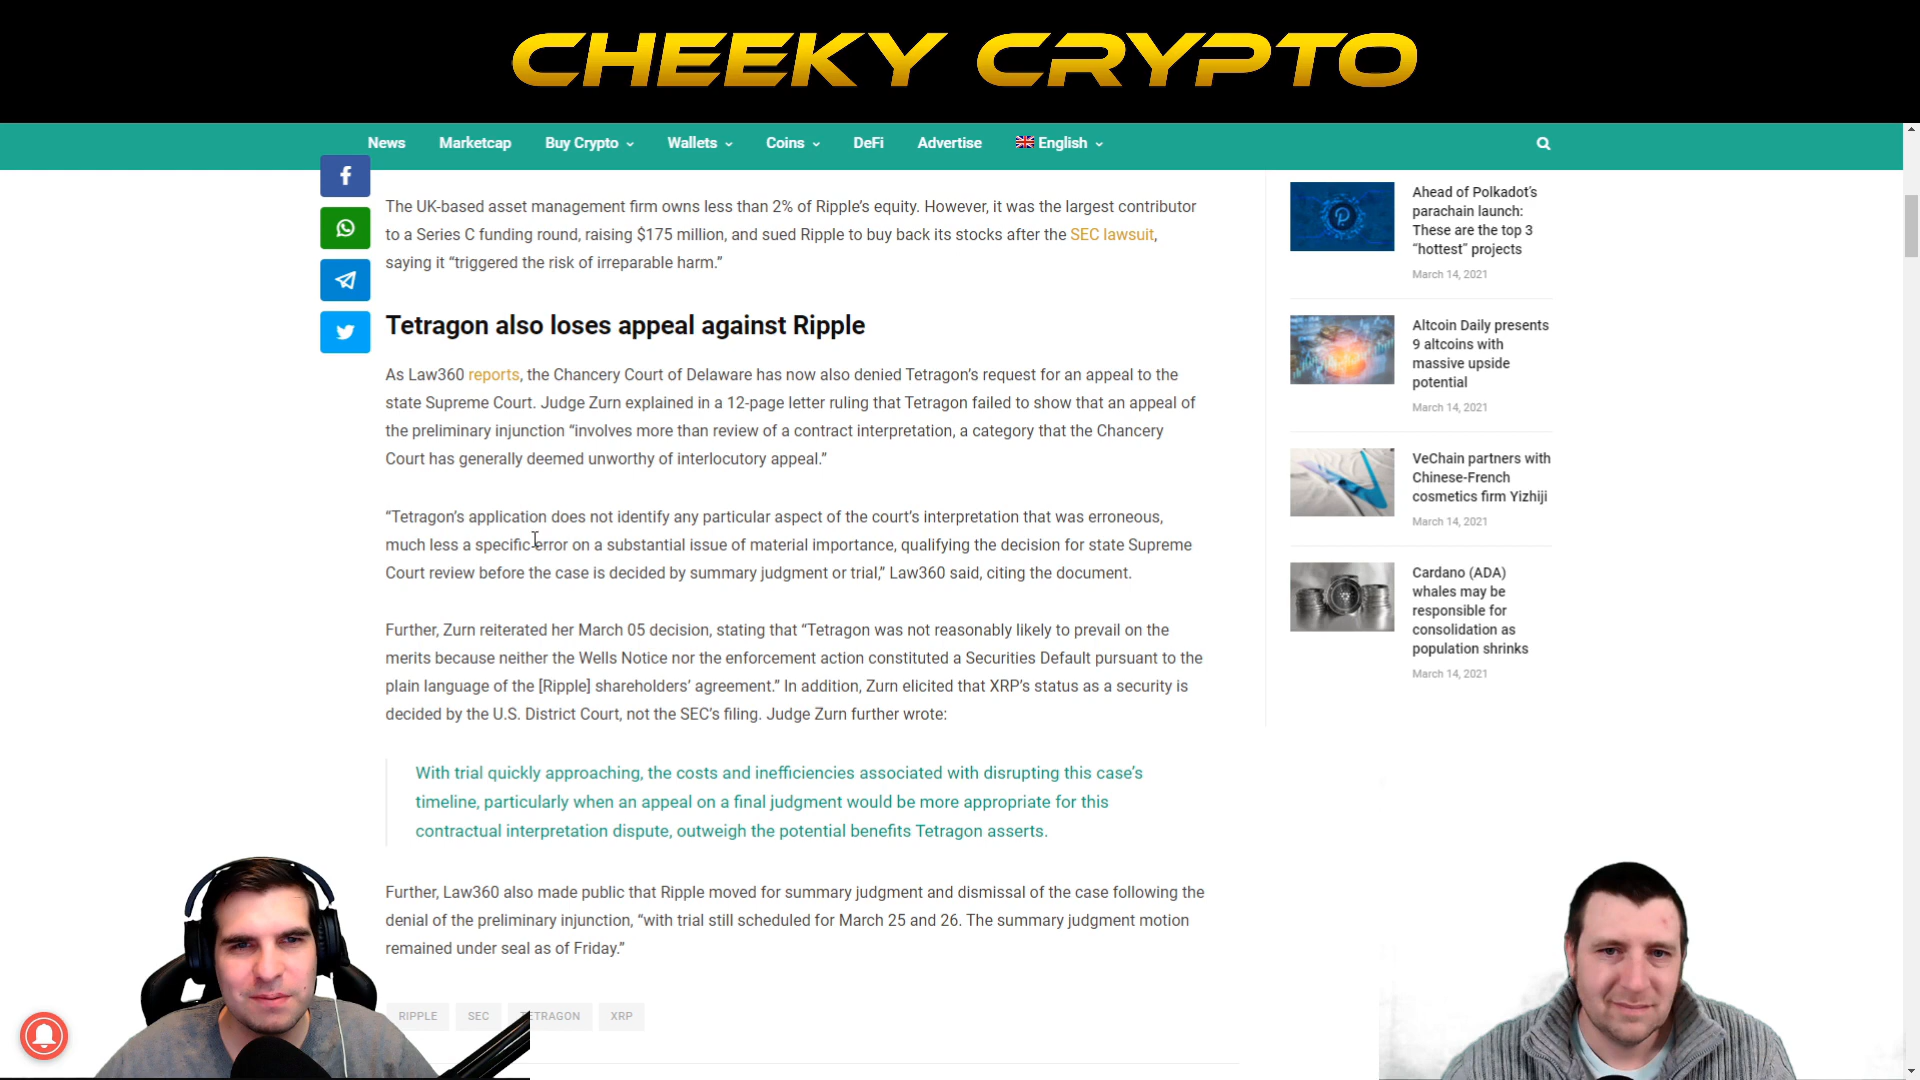 CHEEKY CRYPTO
News Marketcap Buy Crypto Wallets Coins DeFi Advertise English
The UK-based asset management firm owns less than 2% of Ripple's equity. However, it was the largest contributor
to a Series C funding round, raising $175 million, and sued Ripple to buy back its stocks after the SEC lawsuit,
saying it “triggered the risk of irreparable harm.”
Tetragon also loses appeal against Ripple
As Law360 reports, the Chancery Court of Delaware has now also denied Tetragon's request for an appeal to the
state Supreme Court. Judge Zurn explained in a 12-page letter ruling that Tetragon failed to show that an appeal of
the preliminary injunction “involves more than review of a contract interpretation, a category that the Chancery
Court has generally deemed unworthy of interlocutory appeal.”
“Tetragon's application does not identify any particular aspect of the court's interpretation that was erroneous,
much less a specific error on a substantial issue of material importance, qualifying the decision for state Supreme
Court review before the case is decided by summary judgment or trial,” Law360 said, citing the document.
Further, Zurn reiterated her March 05 decision, stating that “Tetragon was not reasonably likely to prevail on the
merits because neither the Wells Notice nor the enforcement action constituted a Securities Default pursuant to the
plain language of the [Ripple] shareholders' agreement.” In addition, Zurn elicited that XRP's status as a security is
decided by the U.S. District Court, not the SEC's filing. Judge Zurn further wrote:
With trial quickly approaching, the costs and inefficiencies associated with disrupting this case's
timeline, particularly when an appeal on a final judgment would be more appropriate for this
contractual interpretation dispute, outweigh the potential benefits Tetragon asserts.
Further, Law360 also made public that Ripple moved for summary judgment and dismissal of the case following the
denial of the preliminary injunction, “with trial still scheduled for March 25 and 26. The summary judgment motion
remained under seal as of Friday.”
RIPPLE SEC TETRAGON XRP
Ahead of Polkadot's
parachain launch:
These are the top 3
“hottest” projects
March 14, 2021
Altcoin Daily presents
9 altcoins with
massive upside
potential
March 14, 2021
VeChain partners with
Chinese-French
cosmetics firm Yizhiji
March 14, 2021
Cardano (ADA)
whales may be
responsible for
consolidation as
population shrinks
March 14, 2021